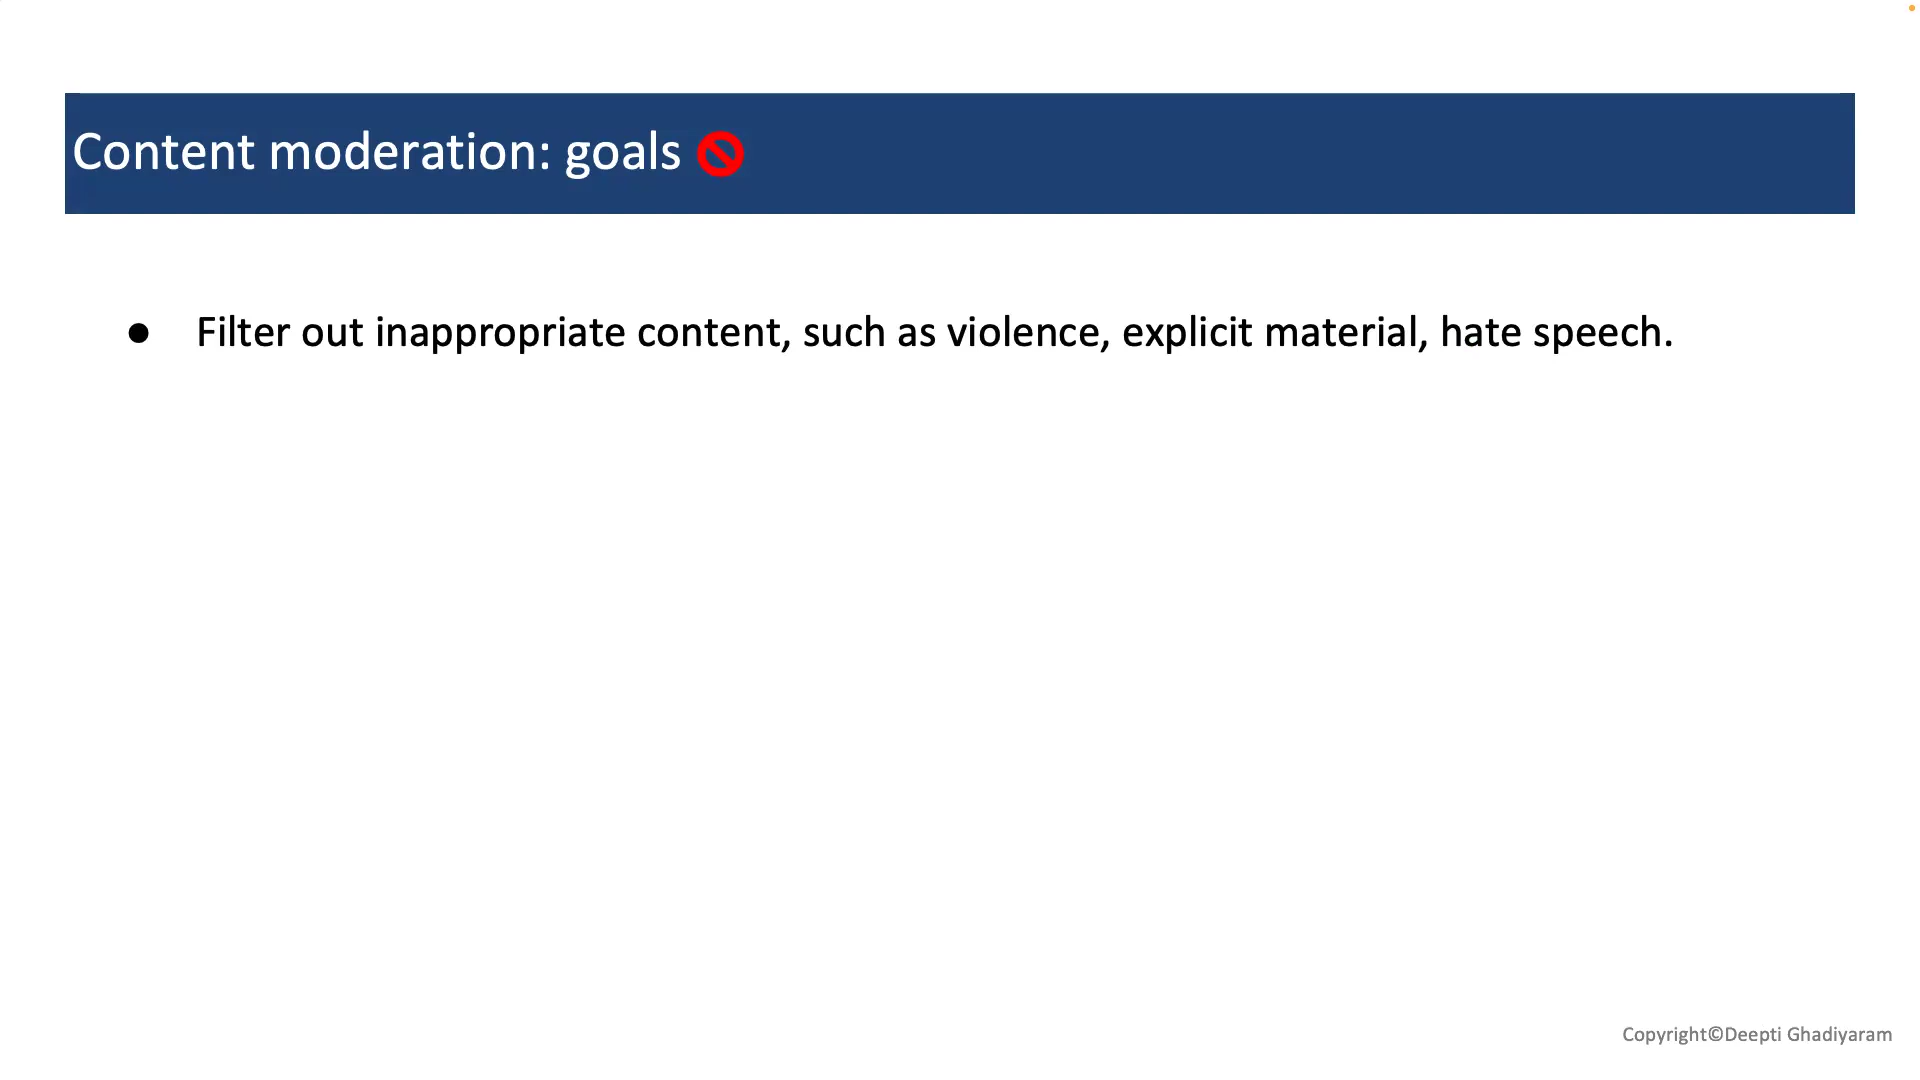 Content moderation: goals 🚫
● Filter out inappropriate content, such as violence, explicit material, hate speech.
Copyright©Deepti Ghadiyaram